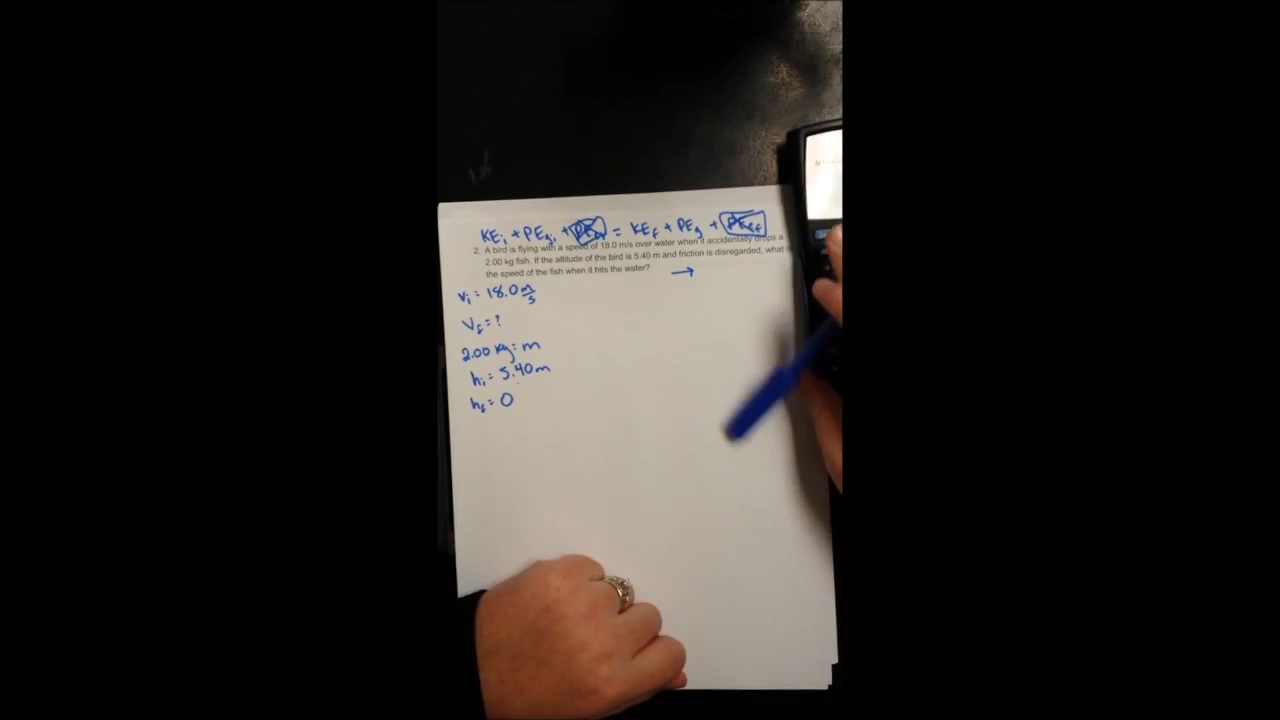 KEi + PEgi + PEei = KEf + PEg + PEef
2. A bird is flying with a speed of 18.0 m/s over water when it accidentally drops a
2.00 kg fish. If the altitude of the bird is 5.40 m and friction is disregarded, what
the speed of the fish when it hits the water? →
vi = 18.0 m/s
Vf = ?
2.00 kg = m
hi = 5.40m
hf = 0